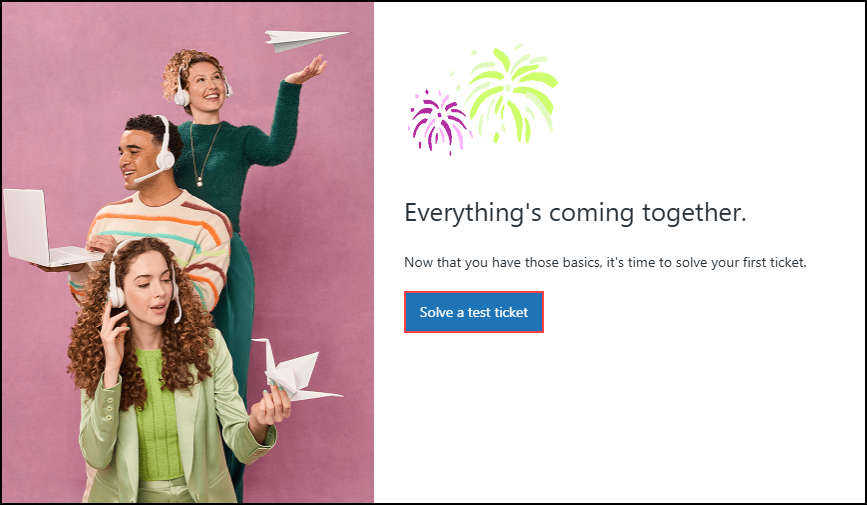 Everything's coming together.
Now that you have those basics, it's time to solve your first ticket.
Solve a test ticket